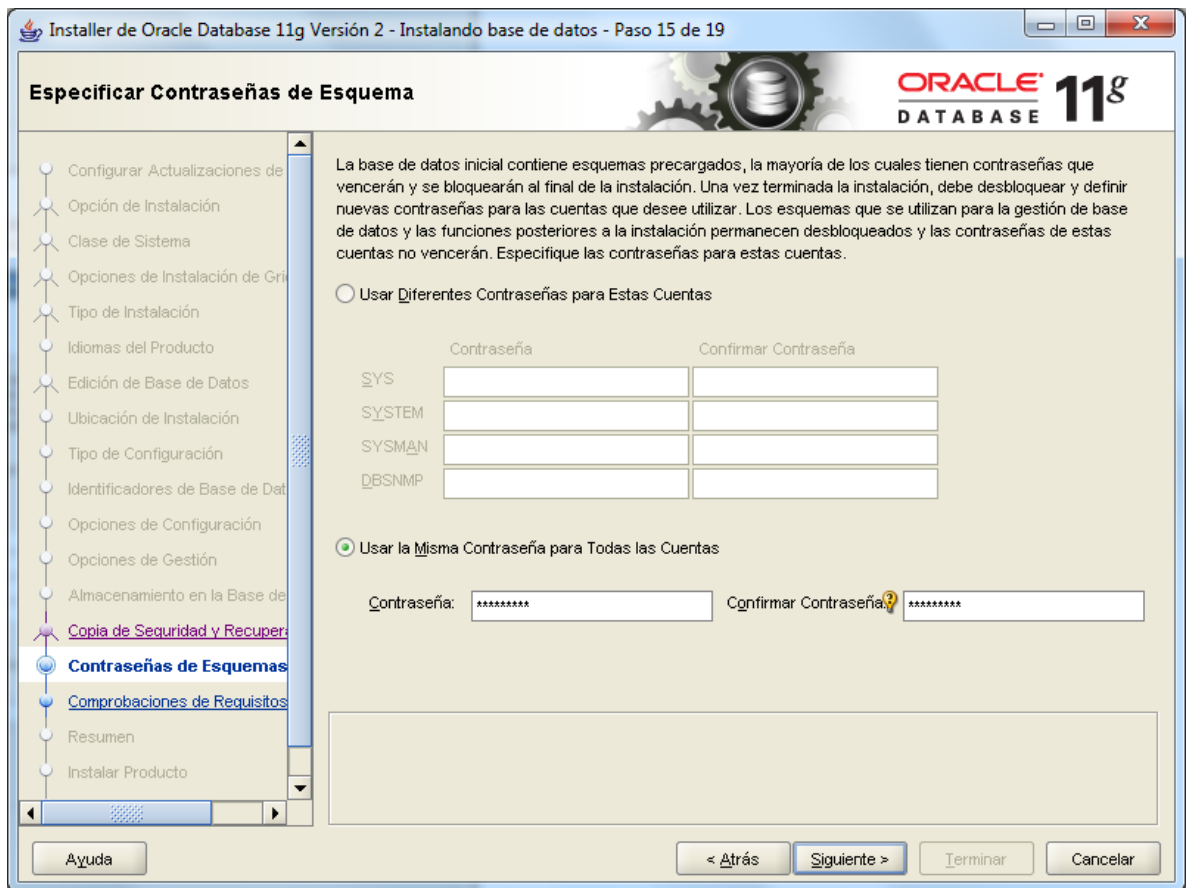 Installer de Oracle Database 11g Versión 2 - Instalando base de datos - Paso 15 de 19
Especificar Contraseñas de Esquema
ORACLE
DATABASE
11g
Configurar Actualizaciones de
Opción de Instalación
Clase de Sistema
Opciones de Instalación de Gri
Tipo de Instalación
Idiomas del Producto
Edición de Base de Datos
Ubicación de Instalación
Tipo de Configuración
Identificadores de Base de Dat
Opciones de Configuración
Opciones de Gestión
Almacenamiento en la Base de
Copia de Seguridad y Recuper
Contraseñas de Esquemas
Comprobaciones de Requisitos
Resumen
Instalar Producto
La base de datos inicial contiene esquemas precargados, la mayoría de los cuales tienen contraseñas que
vencerán y se bloquearán al final de la instalación. Una vez terminada la instalación, debe desbloquear y definir
nuevas contraseñas para las cuentas que desee utilizar. Los esquemas que se utilizan para la gestión de base
de datos y las funciones posteriores a la instalación permanecen desbloqueados y las contraseñas de estas
cuentas no vencerán. Especifique las contraseñas para estas cuentas.
Usar Diferentes Contraseñas para Estas Cuentas
Contraseña Confirmar Contraseña
SYS
SYSTEM
SYSMAN
DBSNMP
Usar la Misma Contraseña para Todas las Cuentas
Contraseña: ********* Confirmar Contraseña: *********
Ayuda < Atrás Siguiente > Terminar Cancelar